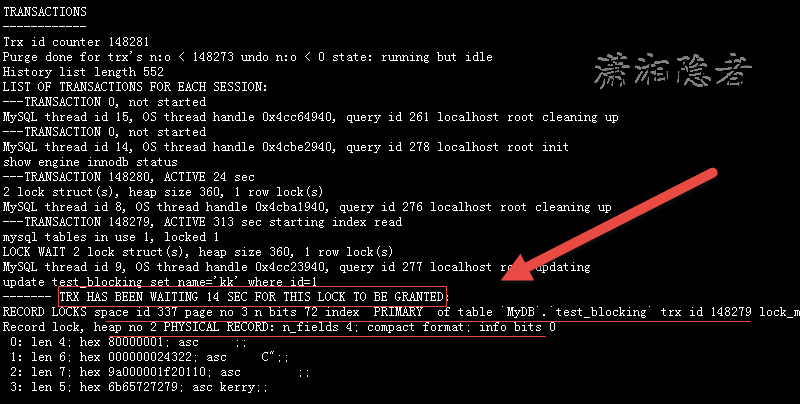 TRANSACTIONS
------------
Trx id counter 148281
Purge done for trx's n:o < 148273 undo n:o < 0 state: running but idle
History list length 552
LIST OF TRANSACTIONS FOR EACH SESSION:
---TRANSACTION 0, not started
MySQL thread id 15, OS thread handle 0x4cc64940, query id 261 localhost root cleaning up
---TRANSACTION 0, not started
MySQL thread id 14, OS thread handle 0x4cbe2940, query id 278 localhost root init
show engine innodb status
---TRANSACTION 148280, ACTIVE 24 sec
2 lock struct(s), heap size 360, 1 row lock(s)
MySQL thread id 8, OS thread handle 0x4cba1940, query id 276 localhost root cleaning up
---TRANSACTION 148279, ACTIVE 313 sec starting index read
mysql tables in use 1, locked 1
LOCK WAIT 2 lock struct(s), heap size 360, 1 row lock(s)
MySQL thread id 9, OS thread handle 0x4cc23940, query id 277 localhost root updating
update test_blocking set name='kk' where id=1
------- TRX HAS BEEN WAITING 14 SEC FOR THIS LOCK TO BE GRANTED:
RECORD LOCKS space id 337 page no 3 n bits 72 index `PRIMARY` of table `MyDB`.`test_blocking` trx id 148279 lock_m
Record lock, heap no 2 PHYSICAL RECORD: n_fields 4; compact format; info bits 0
0: len 4; hex 80000001; asc ;;
1: len 6; hex 000000024322; asc C";;
2: len 7; hex 9a000001f20110; asc ;;
3: len 5; hex 6b65727279; asc kerry;;
潇湘隐者